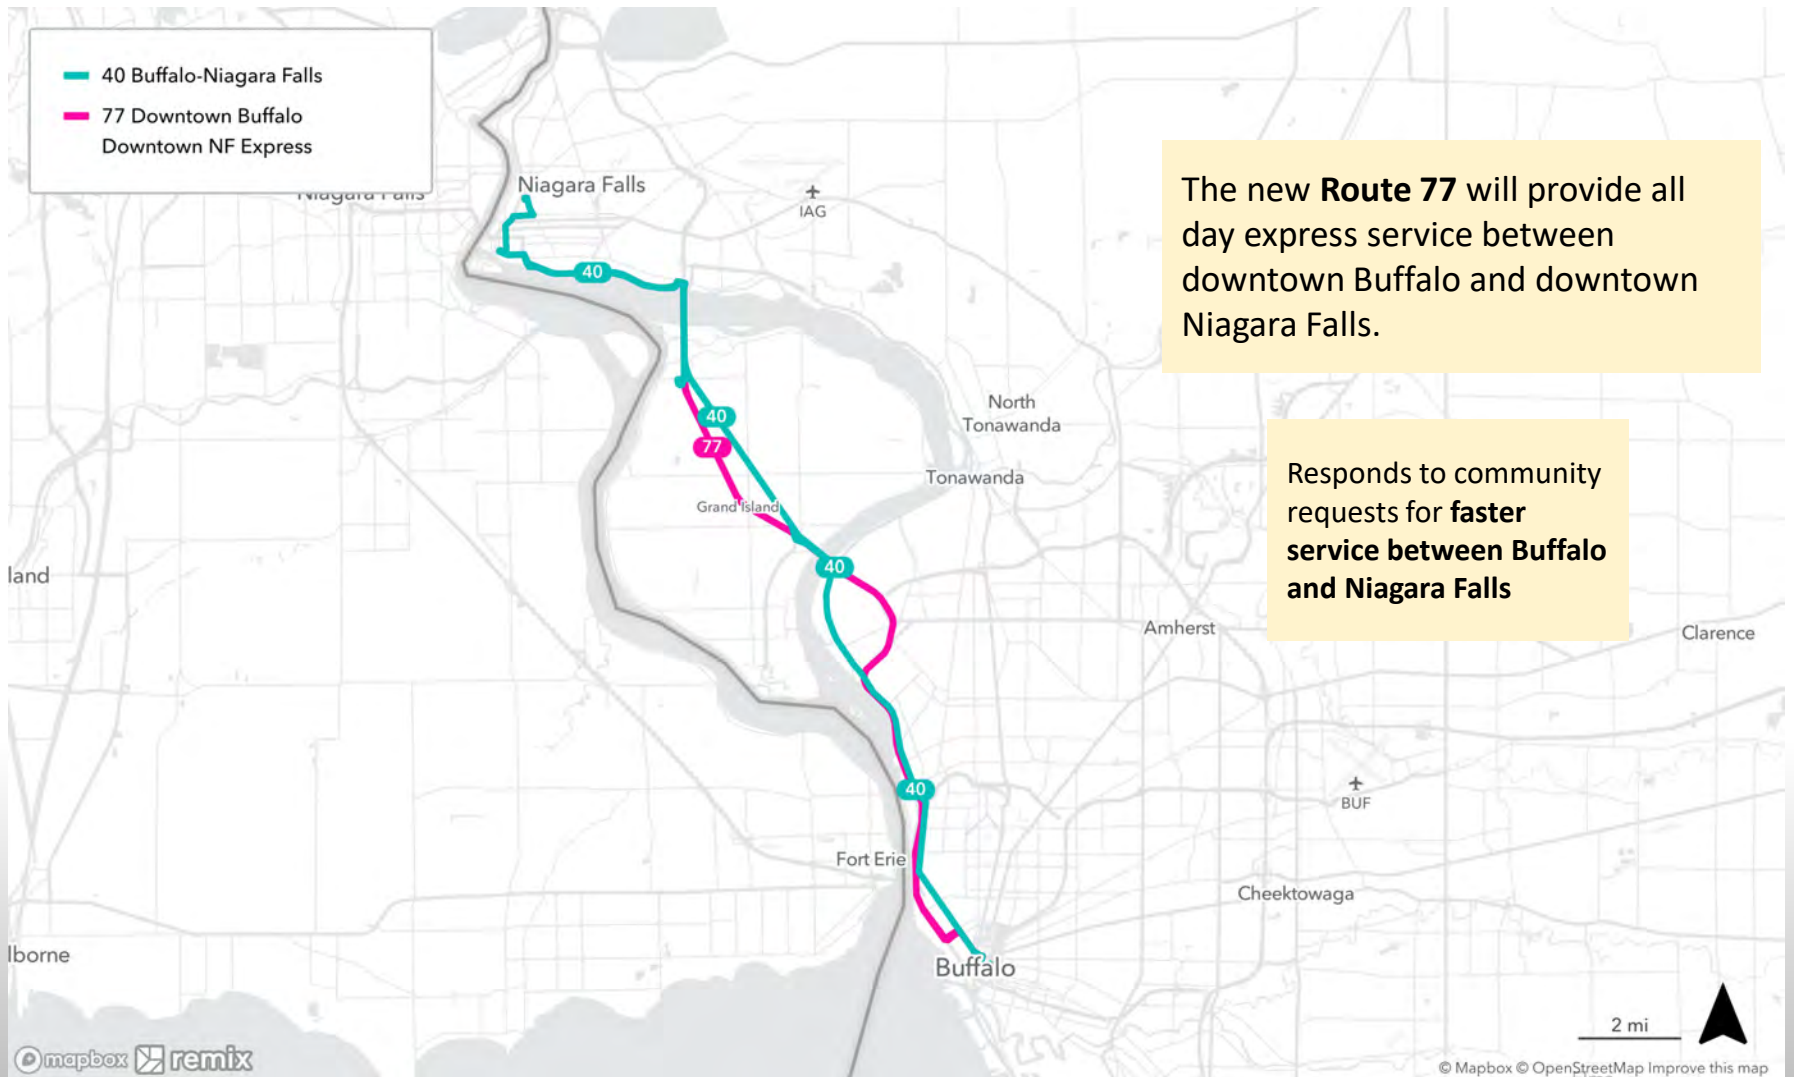 40 Buffalo-Niagara Falls
77 Downtown Buffalo
Downtown NF Express
Niagara Falls
Niagara Falls
IAG
40
The new Route 77 will provide all
day express service between
downtown Buffalo and downtown
Niagara Falls.
40
77
North
Tonawanda
Tonawanda
Grand Island
Responds to community
requests for faster
service between Buffalo
and Niagara Falls
40
land
Amherst
Clarence
40
BUF
Fort Erie
Cheektowaga
lborne
Buffalo
2 mi
mapbox remix
© Mapbox © OpenStreetMap Improve this map